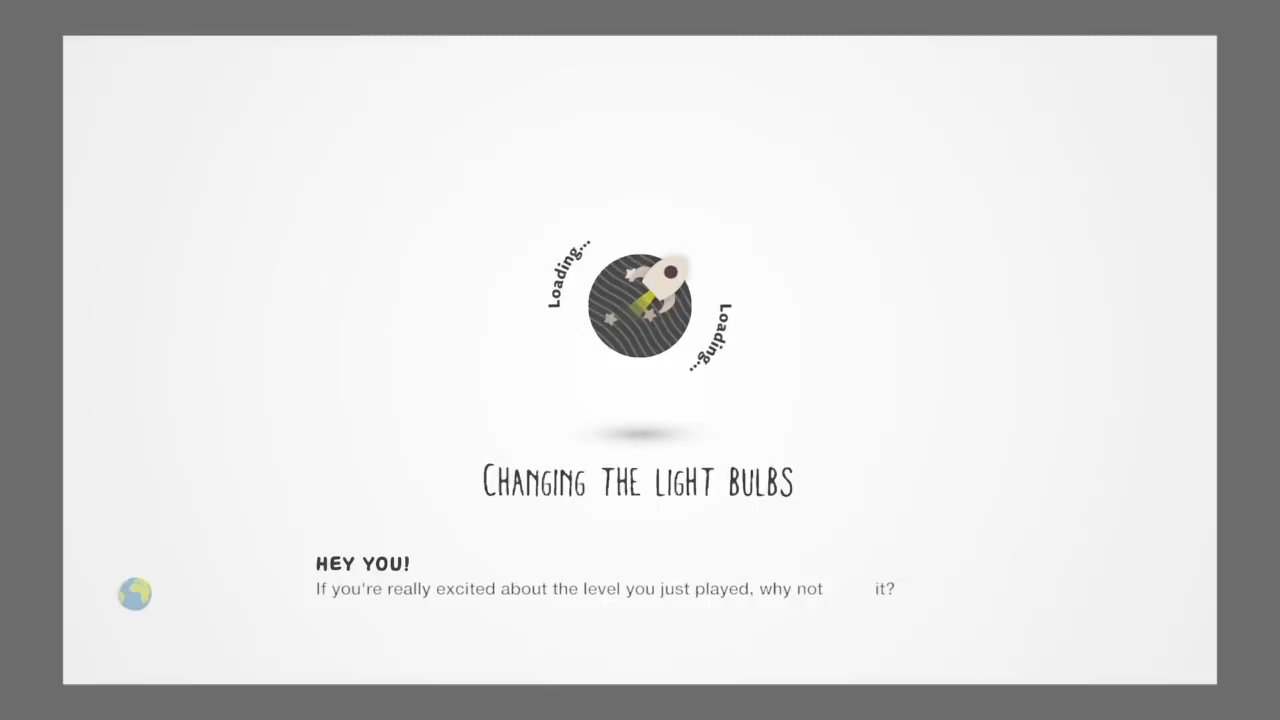 Loading...
Loading...
CHANGING THE LIGHT BULBS
HEY YOU!
If you're really excited about the level you just played, why not it?